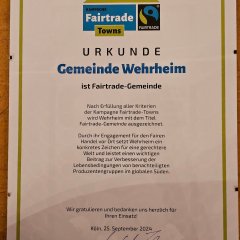 KAMPAGNE
Fairtrade
Towns
FAIRTRADE
URKUNDE
Gemeinde Wehrheim
ist Fairtrade-Gemeinde
Nach Erfüllung aller Kriterien
der Kampagne Fairtrade-Towns
wird Wehrheim mit dem Titel
Fairtrade-Gemeinde ausgezeichnet.
Durch ihr Engagement für den Fairen
Handel vor Ort setzt Wehrheim ein
konkretes Zeichen für eine gerechtere
Welt und leistet einen wichtigen
Beitrag zur Verbesserung der
Lebensbedingungen von benachteiligten
Produzentengruppen im globalen Süden.
Wir gratulieren und bedanken uns herzlich für
Ihren Einsatz
Köln, 25. September 2024